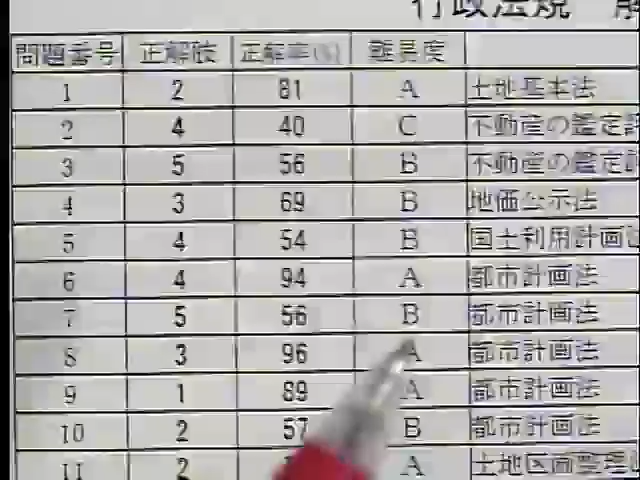 行政法規
問題番号 正解肢 正解率(%) 難易度
1 2 81 A 土地基本法
2 4 40 C 不動産の鑑定評
3 5 56 B 不動産の鑑定評
4 3 69 B 地価公示法
5 4 54 B 国土利用計画法
6 4 94 A 都市計画法
7 5 56 B 都市計画法
8 3 96 A 都市計画法
9 1 89 A 都市計画法
10 2 57 B 都市計画法
11 2 A 土地区画整理